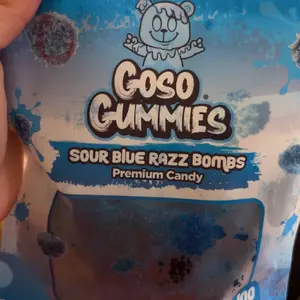 GOSO
GUMMIES
SOUR BLUE RAZZ BOMBS
Premium Candy